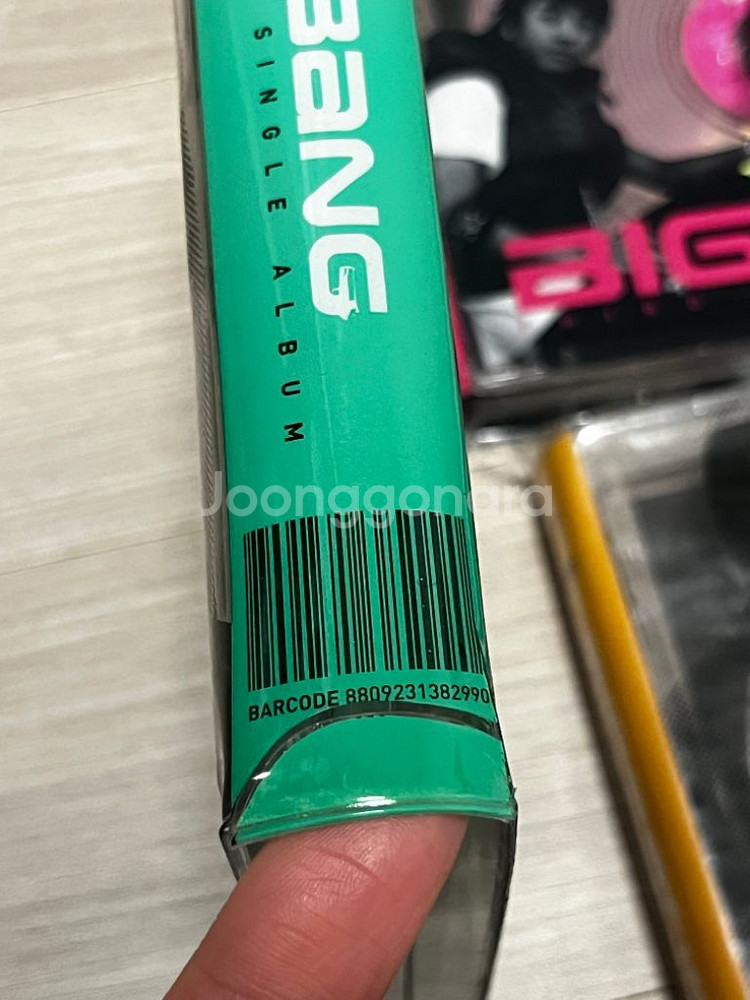 BANG
SINGLE ALBUM
BIG
Joonggonara
BARCODE 8809231382990